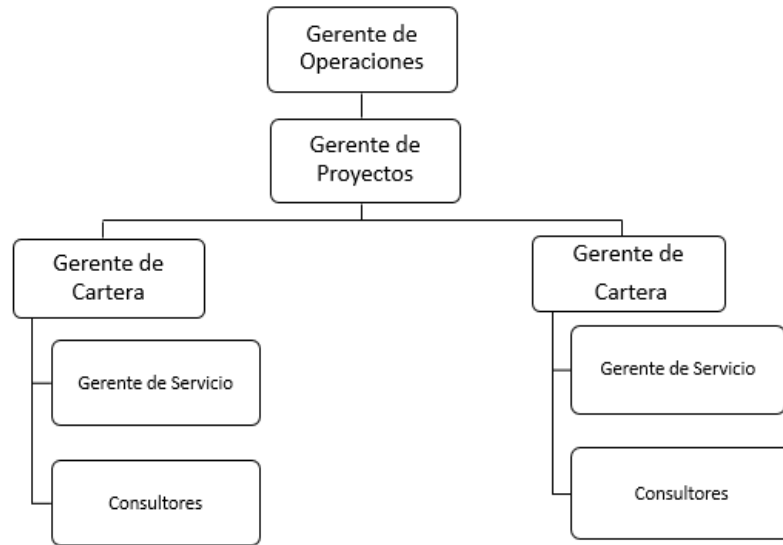 Gerente de
Operaciones
Gerente de
Proyectos
Gerente de
Cartera
Gerente de
Cartera
Gerente de Servicio
Gerente de Servicio
Consultores
Consultores